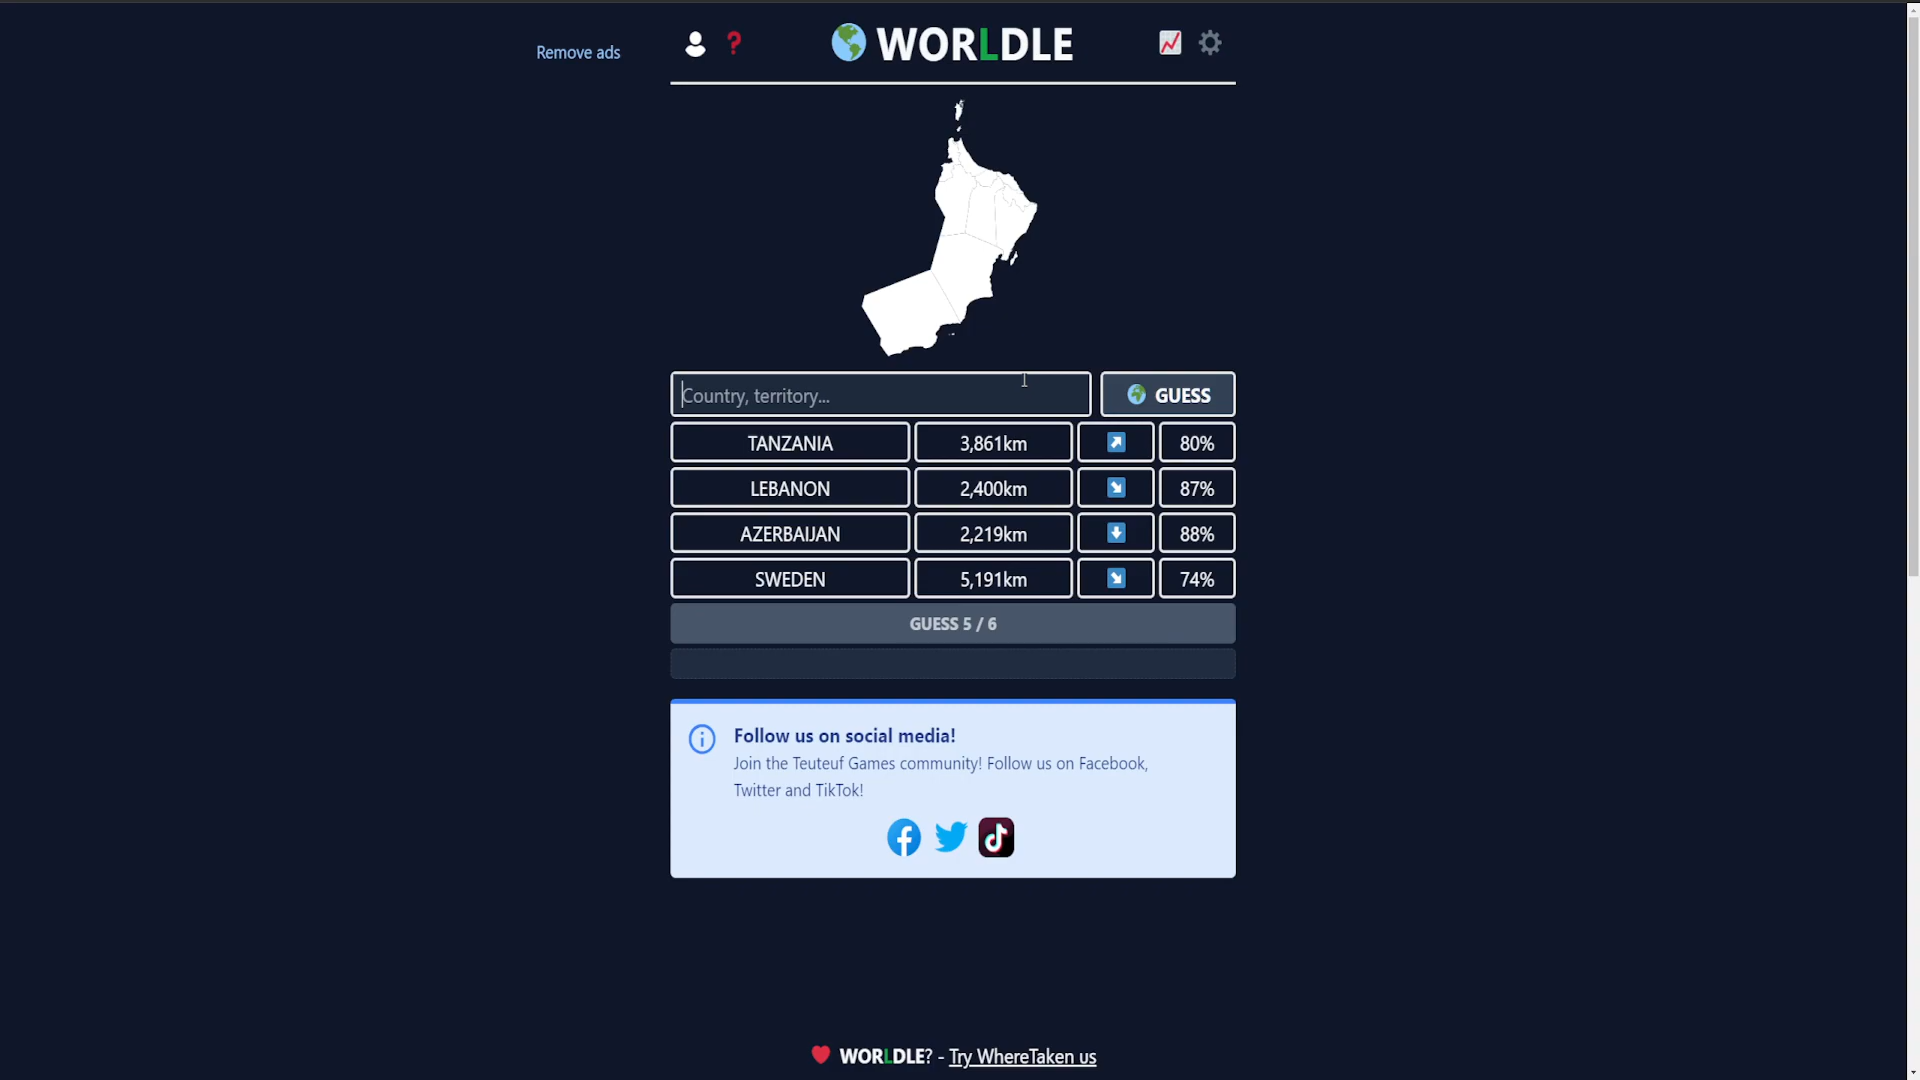 Remove ads
?
WORLDLE
Country, territory...
GUESS
TANZANIA 3,861km 80%
LEBANON 2,400km 87%
AZERBAIJAN 2,219km 88%
SWEDEN 5,191km 74%
GUESS 5 / 6
Follow us on social media!
Join the Teuteuf Games community! Follow us on Facebook,
Twitter and TikTok!
WORLDLE? - Try WhereTaken us